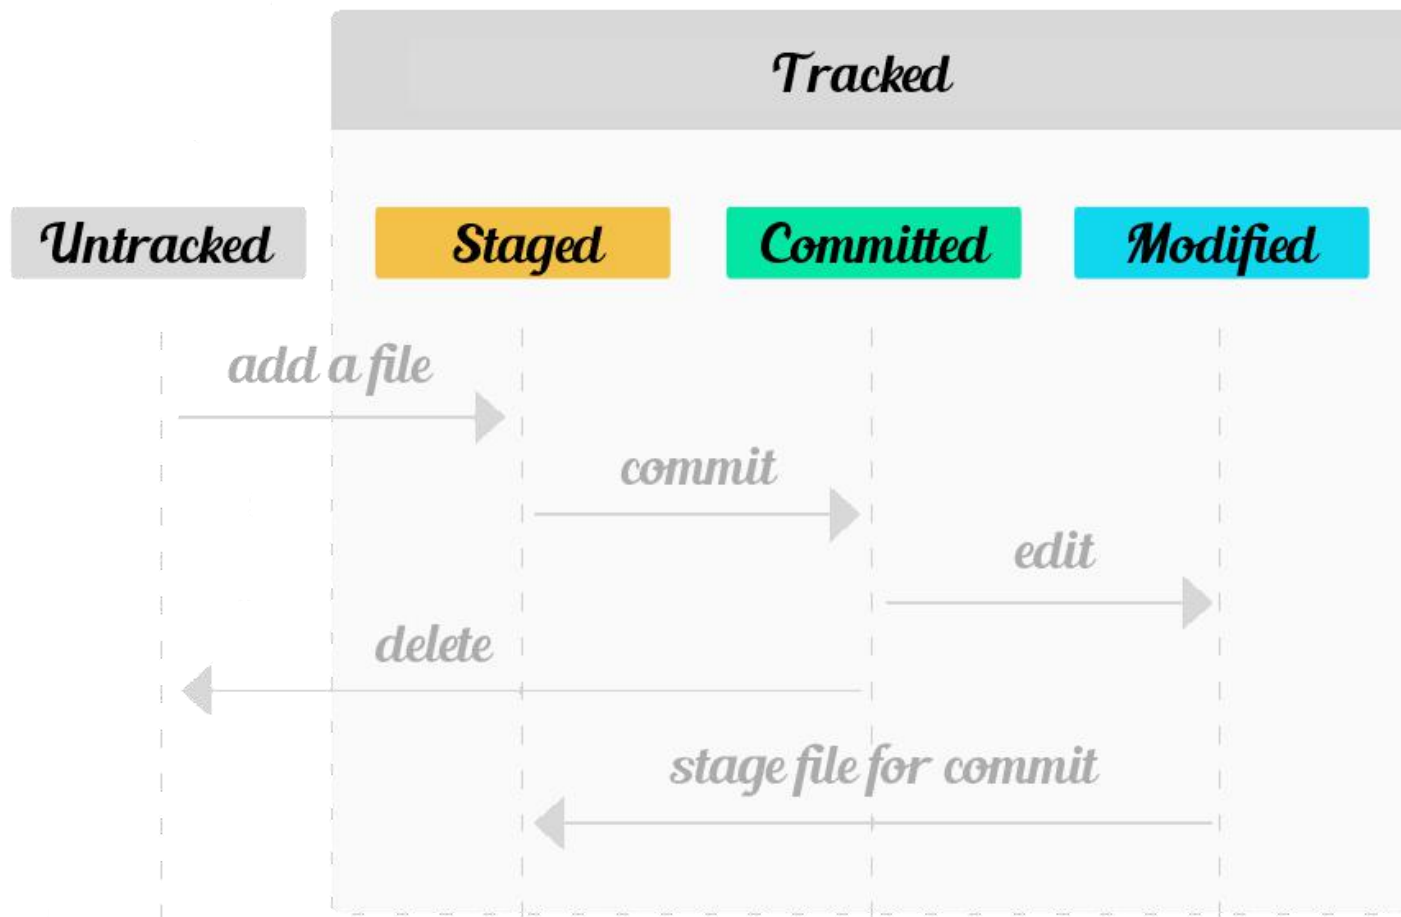 Tracked
Untracked
Staged
Committed
Modified
add a file
commit
edit
delete
stage file for commit